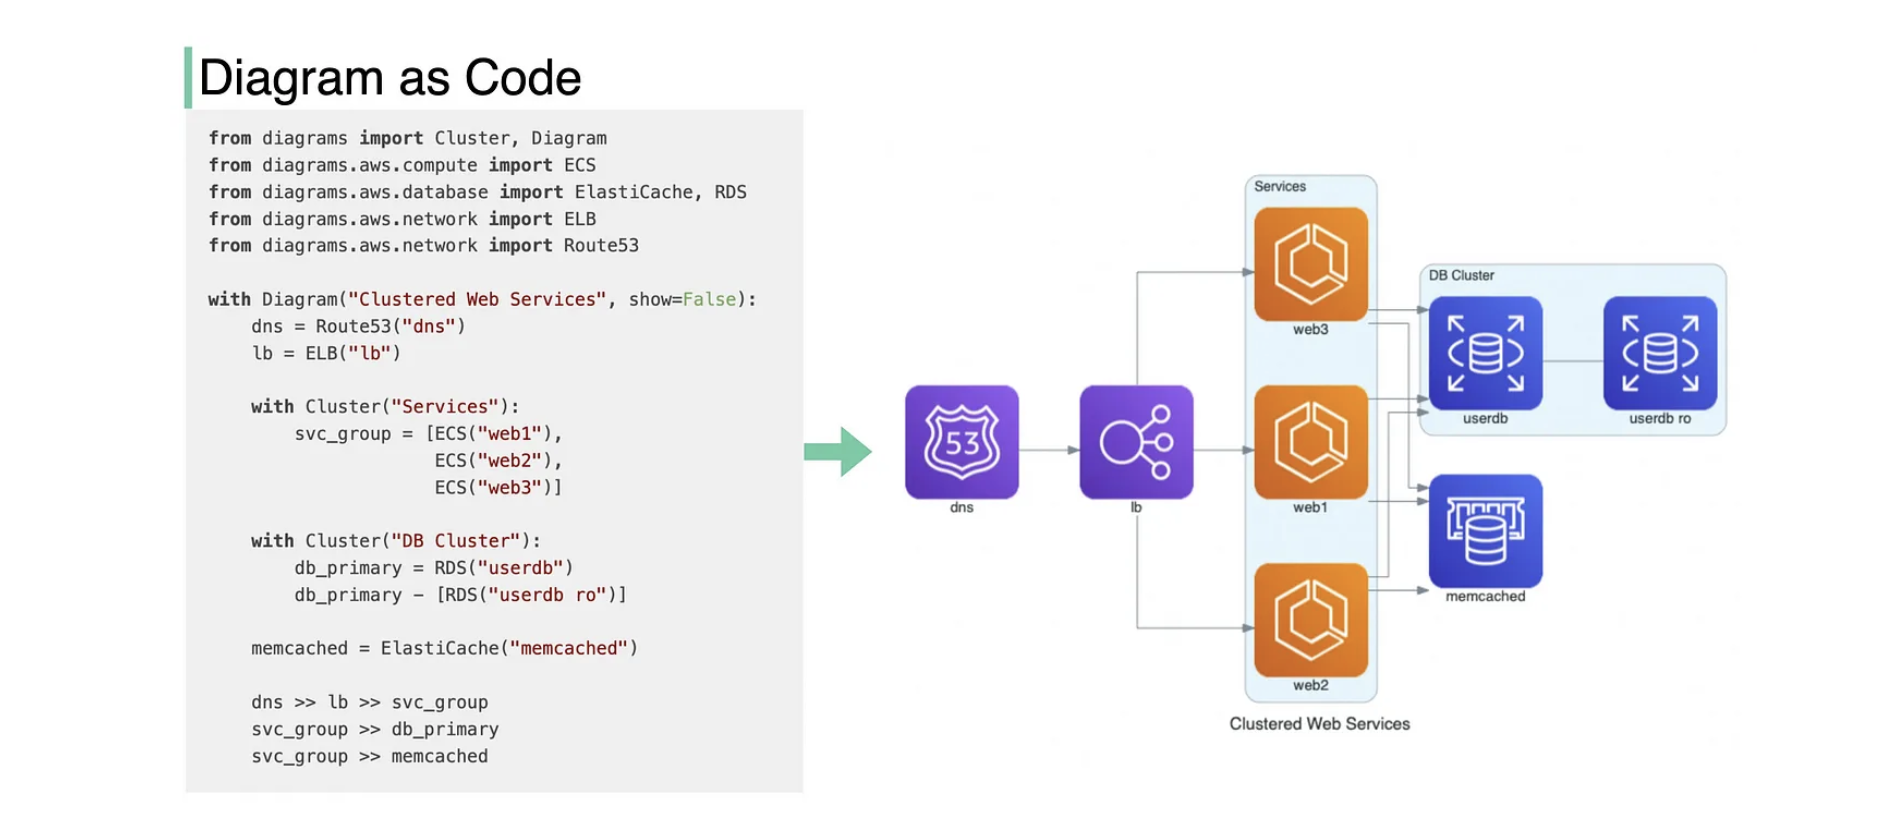 Diagram as Code
from diagrams import Cluster, Diagram
from diagrams.aws.compute import ECS
from diagrams.aws.database import ElastiCache, RDS
from diagrams.aws.network import ELB
from diagrams.aws.network import Route53
with Diagram("Clustered Web Services", show=False):
    dns = Route53("dns")
    lb = ELB("lb")
    with Cluster("Services"):
        svc_group = [ECS("web1"),
                     ECS("web2"),
                     ECS("web3")]
    with Cluster("DB Cluster"):
        db_primary = RDS("userdb")
        db_primary - [RDS("userdb ro")]
    memcached = ElastiCache("memcached")
    dns >> lb >> svc_group
    svc_group >> db_primary
    svc_group >> memcached
Services
web3
DB Cluster
userdb
userdb ro
53
dns
lb
web1
memcached
web2
Clustered Web Services